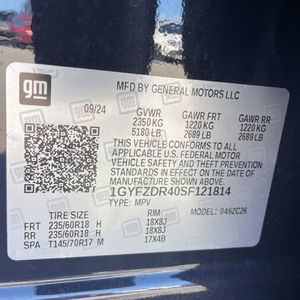 gm
MFD BY GENERAL MOTORS LLC
09/24 GVWR GAWR FRT GAWR RR
2350 KG 1220 KG 1220 KG
5180 LB 2689 LB 2689 LB
THIS VEHICLE CONFORMS TO ALL
APPLICABLE U.S. FEDERAL MOTOR
VEHICLE SAFETY
THEFT PREVENTION STANDARDS IN EFFECT
ON THE DATE OF MANUFACTURE SHOWN ABOVE.
1GYFZDR40SF121814
TYPE: MPV MODEL: 046ZC26
TIRE SIZE RIM
FRT 235/60R18 H 18X8J
RR 235/60R18 H 18X8J
SPA T145/70R17 M 17X4B